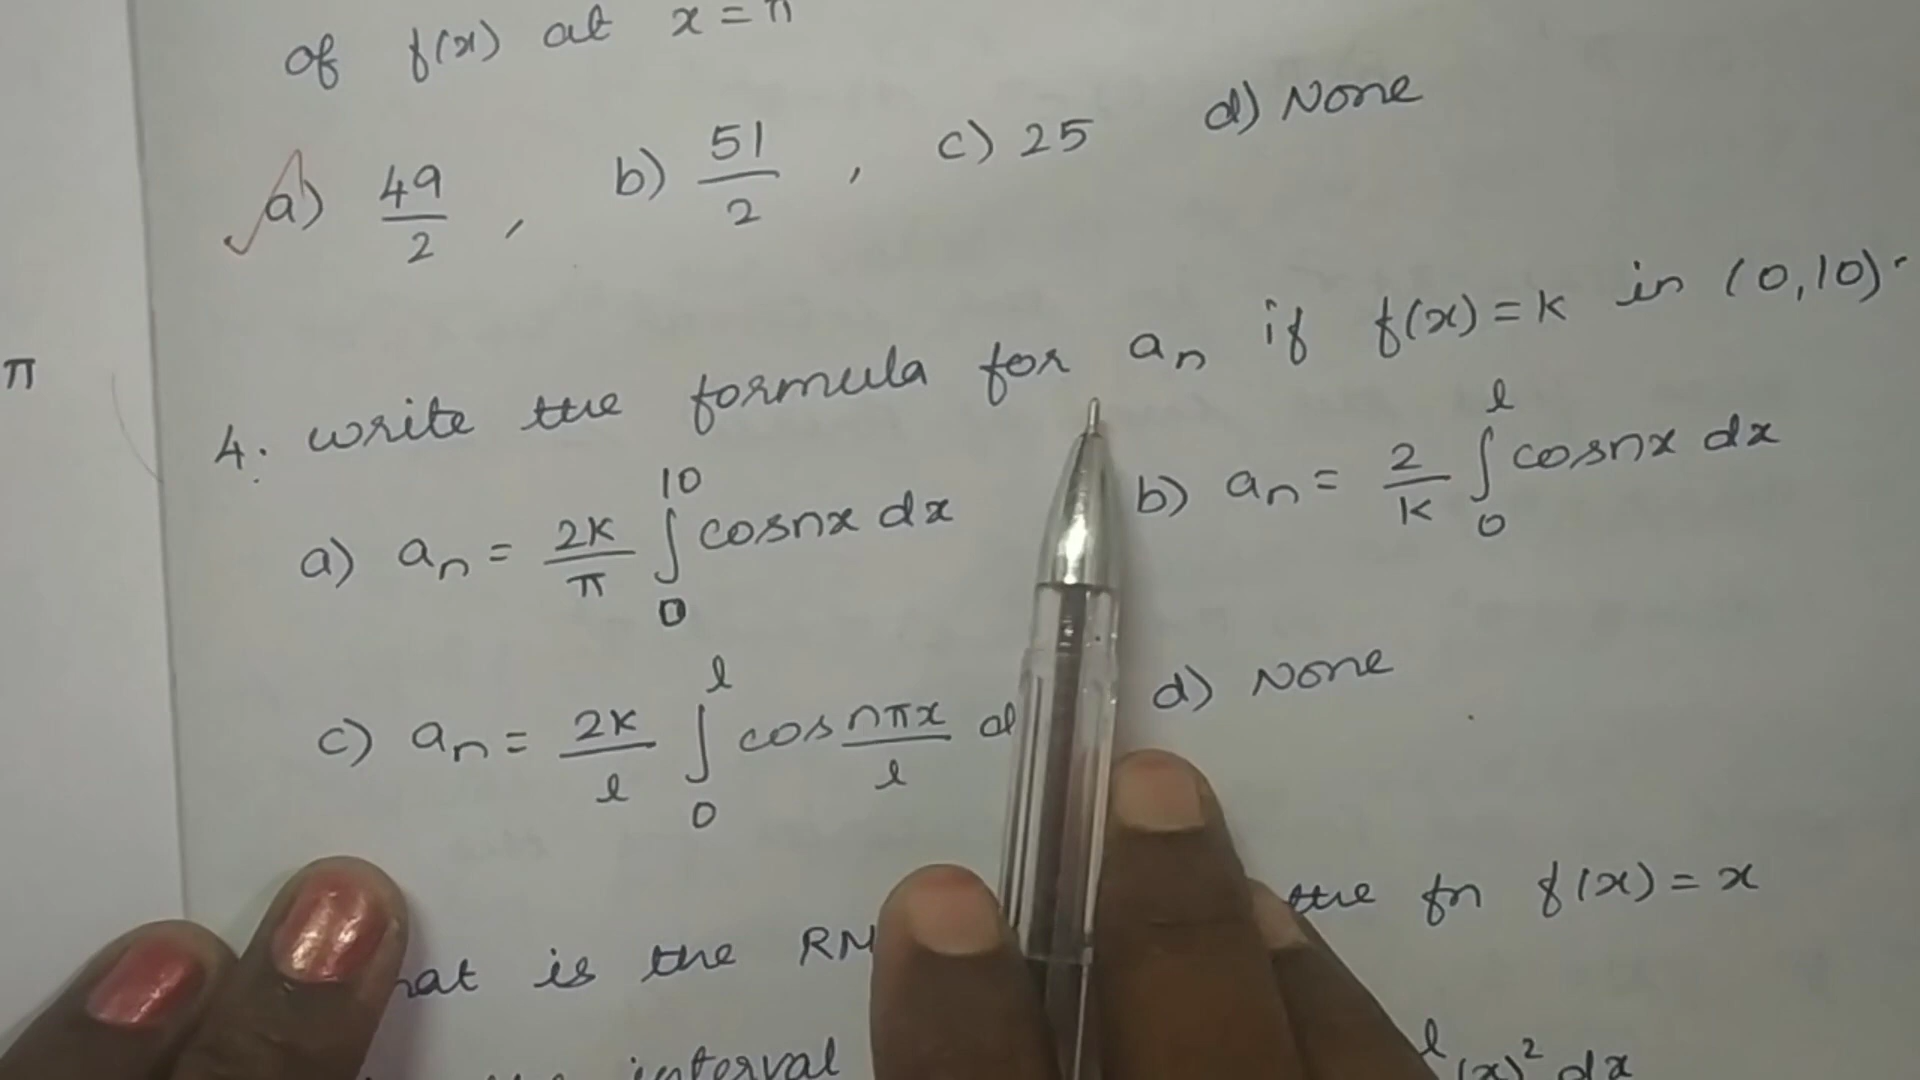 of f(x) at x = π
a) 49/2 , b) 51/2 , c) 25 d) None
π
4. write the formula for aₙ if f(x) = k in (0,10).
a) aₙ = 2k/π ∫₀¹⁰ cosnx dx b) aₙ = 2/k ∫₀ˡ cosnx dx
c) aₙ = 2k/l ∫₀ˡ cos nπx/l d) None
is the the fn f(x) = x
interval l (x)² dx